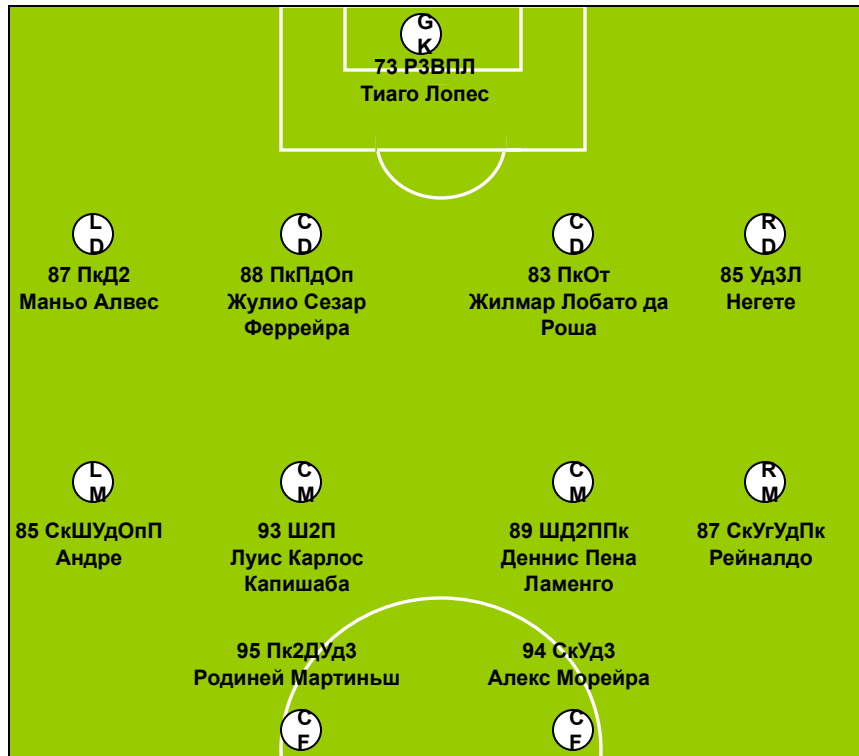 GK
73 Р3ВПЛ
Тиаго Лопес
LD
87 ПкД2
Маньо Алвес
CD
88 ПкПдОп
Жулио Сезар
Феррейра
CD
83 ПкОт
Жилмар Лобато да
Роша
RD
85 Уд3Л
Негете
LM
85 СкШУдОпП
Андре
CM
93 Ш2П
Луис Карлос
Капишаба
CM
89 ШД2ППк
Деннис Пена
Ламенго
RM
87 СкУгУдПк
Рейналдо
95 Пк2ДУд3
Родиней Мартиньш
CF
94 СкУд3
Алекс Морейра
CF